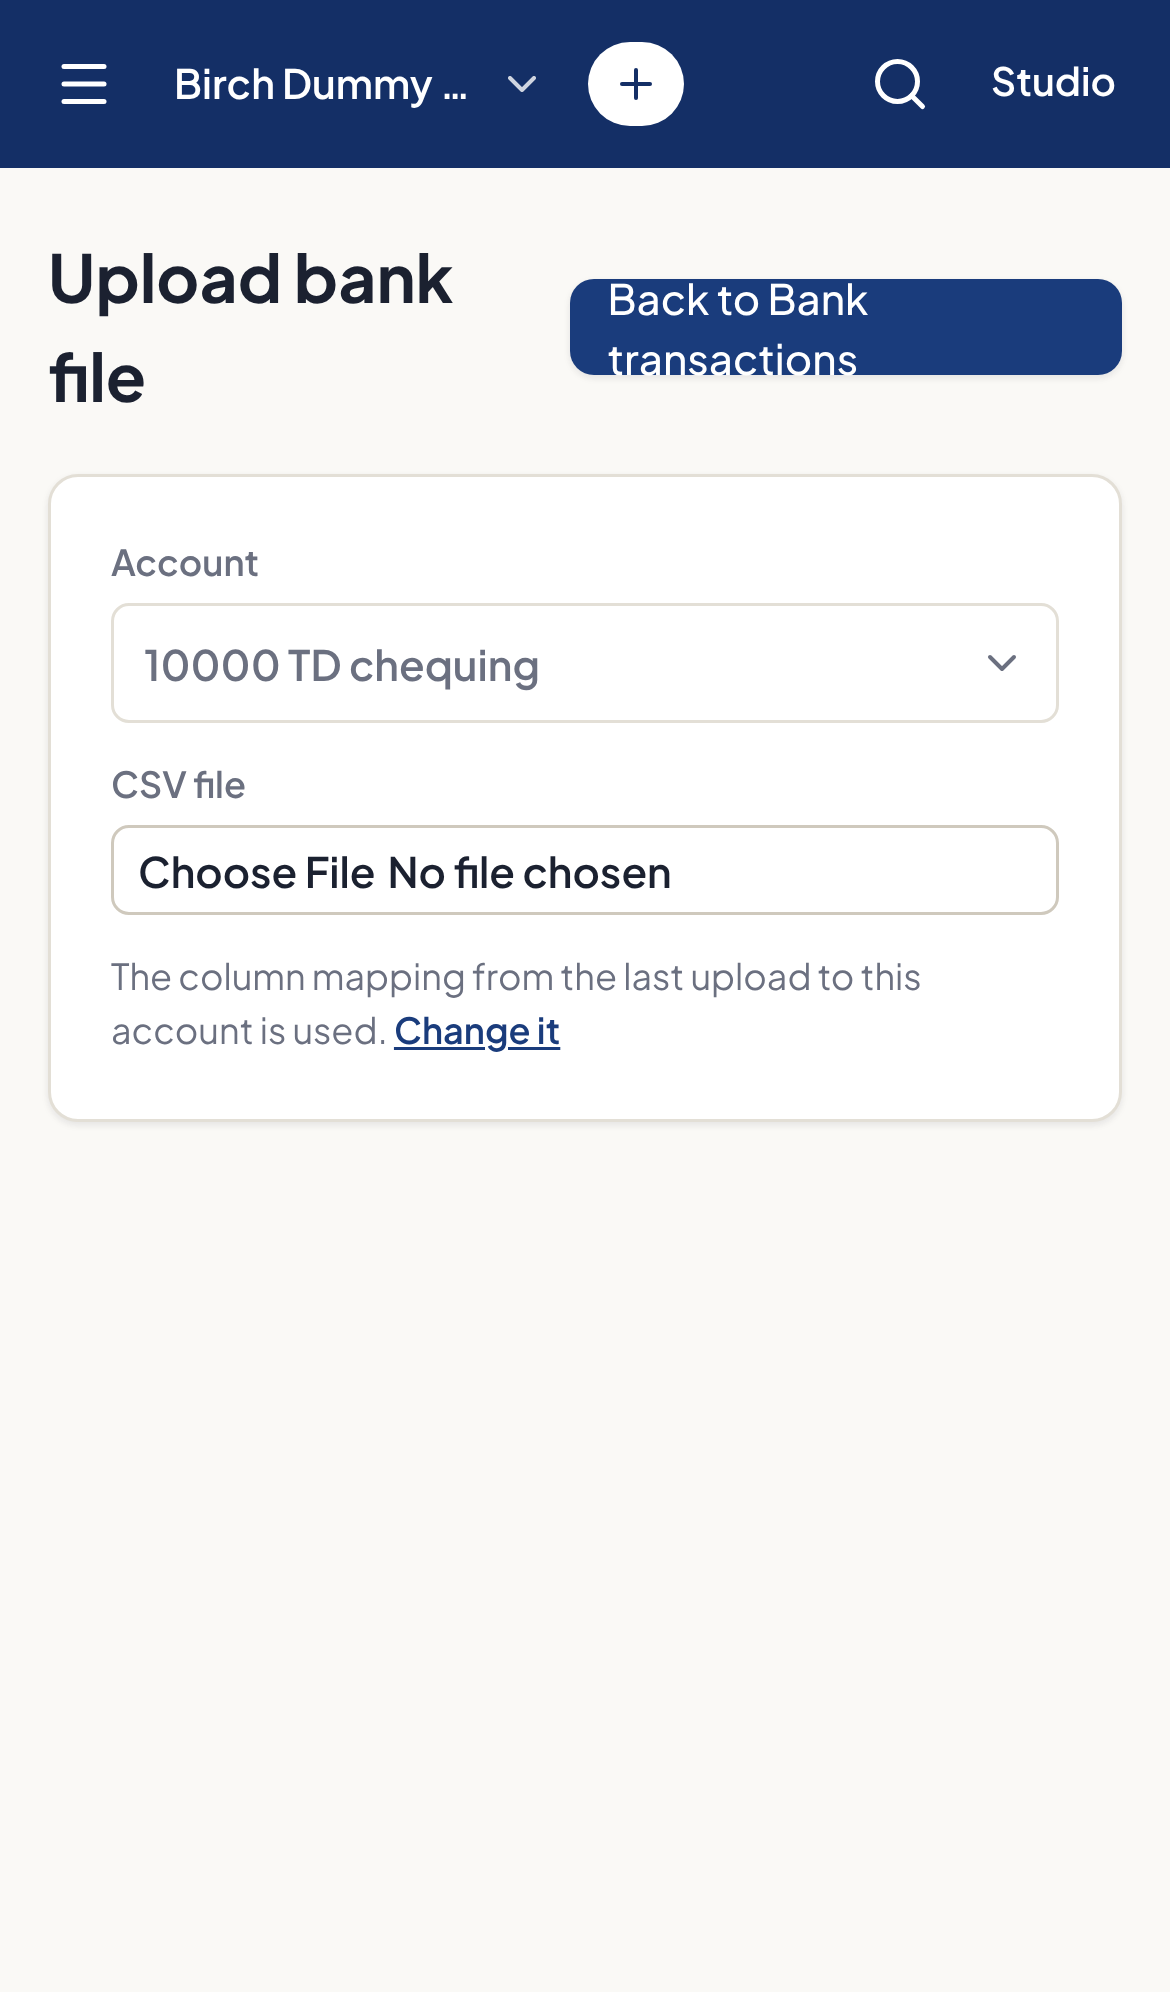 Birch Dummy ...
Studio
Upload bank
file
Back to Bank
transactions
Account
10000 TD chequing
CSV file
Choose File No file chosen
The column mapping from the last upload to this
account is used. Change it